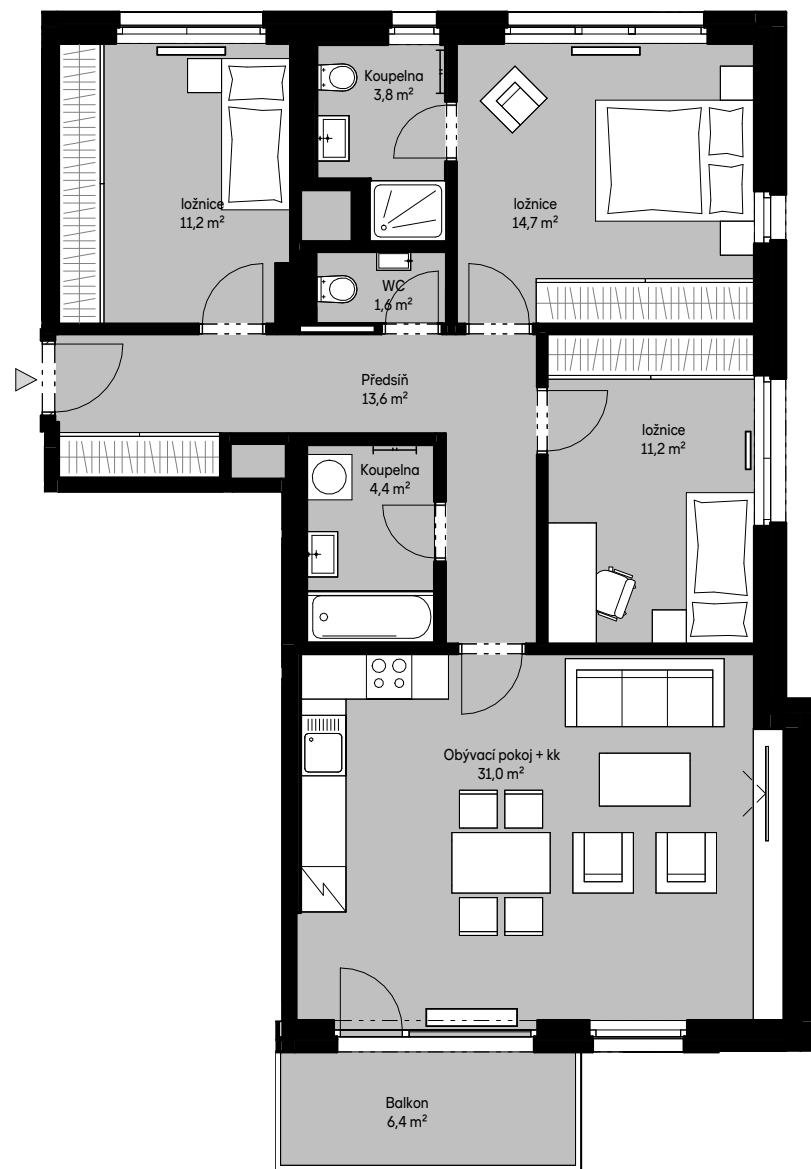 Koupelna
3,8 m²
ložnice
11,2 m²
ložnice
14,7 m²
WC
1,6 m²
Předsíň
13,6 m²
ložnice
11,2 m²
Koupelna
4,4 m²
Obývací pokoj + kk
31,0 m²
Balkon
6,4 m²